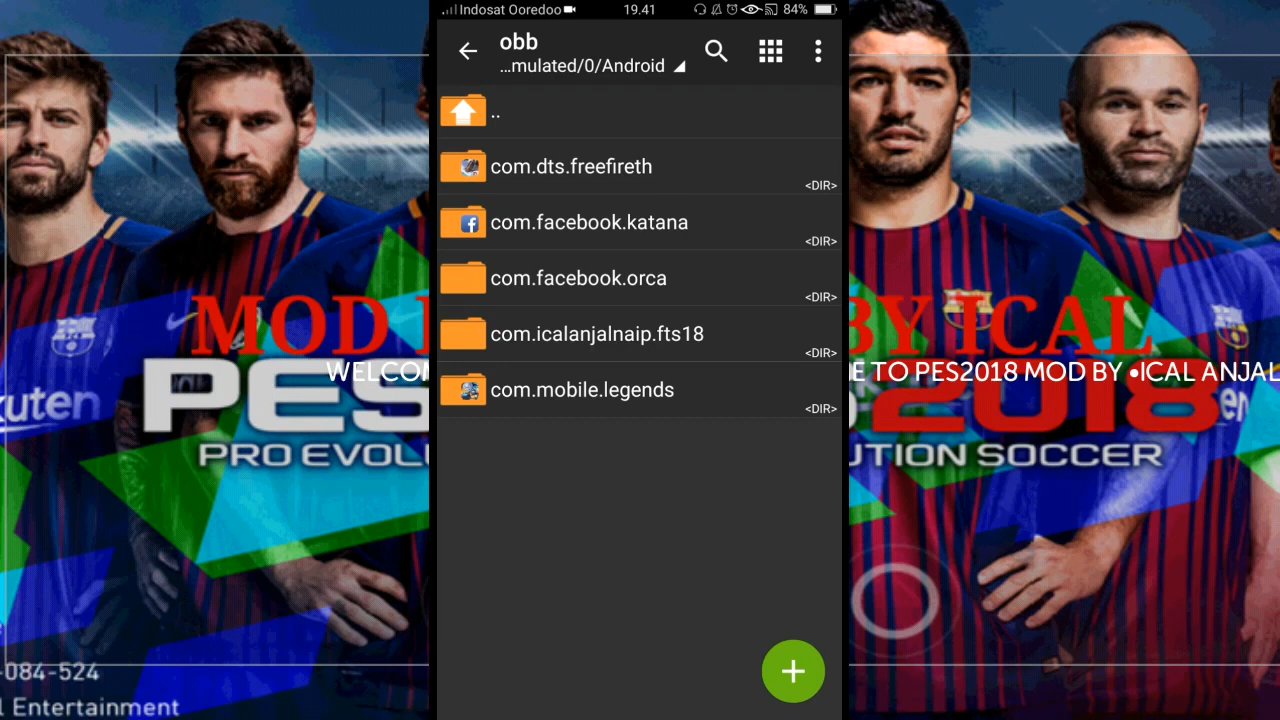 Indosat Ooredoo
19.41
84%
obb
...mulated/0/Android
..
com.dts.freefireth
<DIR>
com.facebook.katana
<DIR>
com.facebook.orca
<DIR>
com.icalanjalnaip.fts18
<DIR>
com.mobile.legends
<DIR>
MOD
BY ICAL
WELCOM
E TO PES2018 MOD BY •ICAL ANJAL
PES
2018
PRO EVOLU
UTION SOCCER
kuten
en
-084-524
l Entertainment